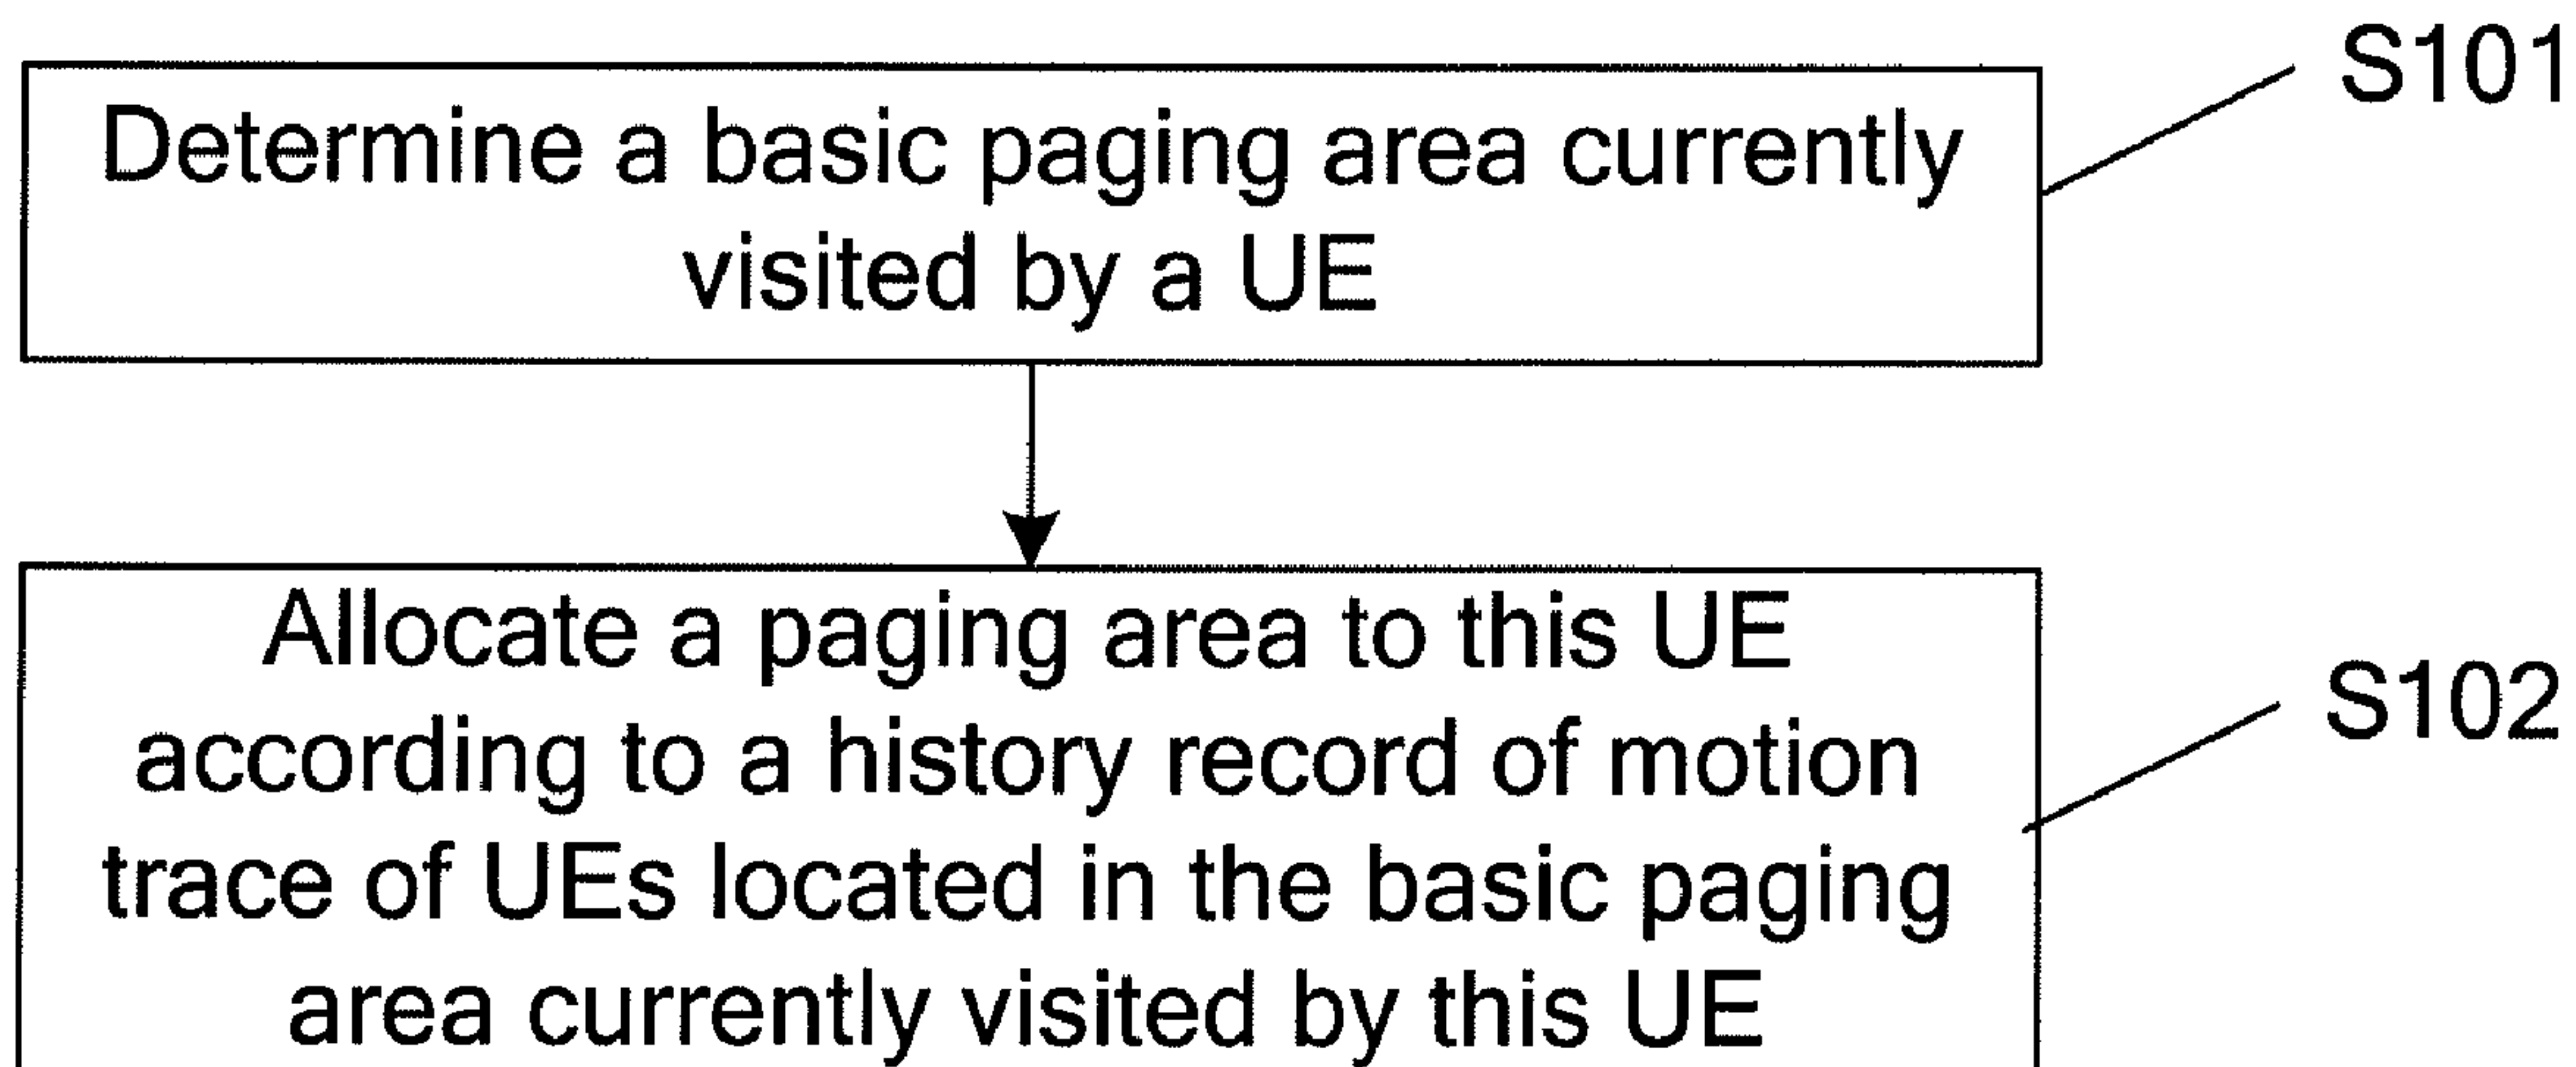 S101
Determine a basic paging area currently
visited by a UE
Allocate a paging area to this UE
according to a history record of motion
trace of UEs located in the basic paging
area currently visited by this UE
S102